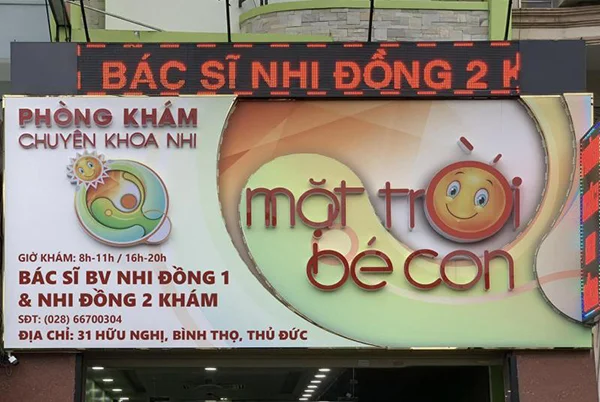 BÁC SĨ NHI ĐỒNG 2 K
PHÒNG KHÁM
CHUYÊN KHOA NHI
mặt trời
bé con
GIỜ KHÁM: 8h-11h / 16h-20h
BÁC SĨ BV NHI ĐỒNG 1
& NHI ĐỒNG 2 KHÁM
SĐT: (028) 66700304
ĐỊA CHỈ: 31 HỮU NGHỊ, BÌNH THỌ, THỦ ĐỨC